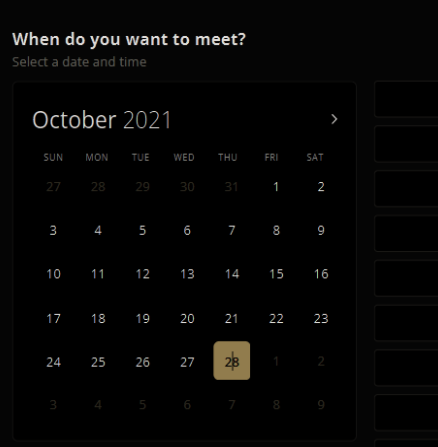 When do you want to meet?
Select a date and time
October 2021
SUN MON TUE WED THU FRI SAT
27 28 29 30 31 1 2
3 4 5 6 7 8 9
10 11 12 13 14 15 16
17 18 19 20 21 22 23
24 25 26 27 28 1 2
3 4 5 6 7 8 9